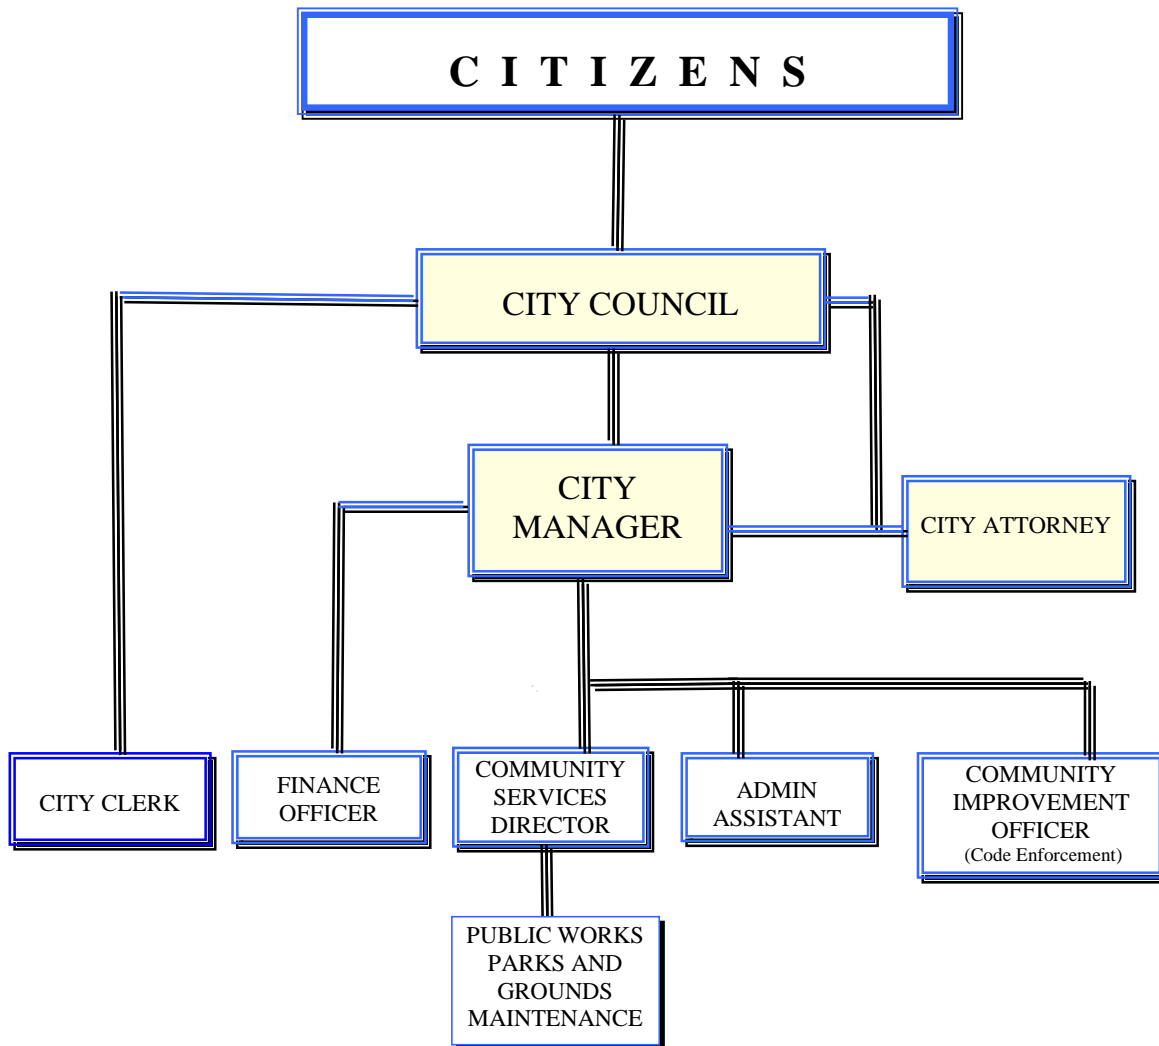 C I T I Z E N S
CITY COUNCIL
CITY
MANAGER
CITY ATTORNEY
CITY CLERK
FINANCE
OFFICER
COMMUNITY
SERVICES
DIRECTOR
ADMIN
ASSISTANT
COMMUNITY
IMPROVEMENT
OFFICER
(Code Enforcement)
PUBLIC WORKS
PARKS AND
GROUNDS
MAINTENANCE